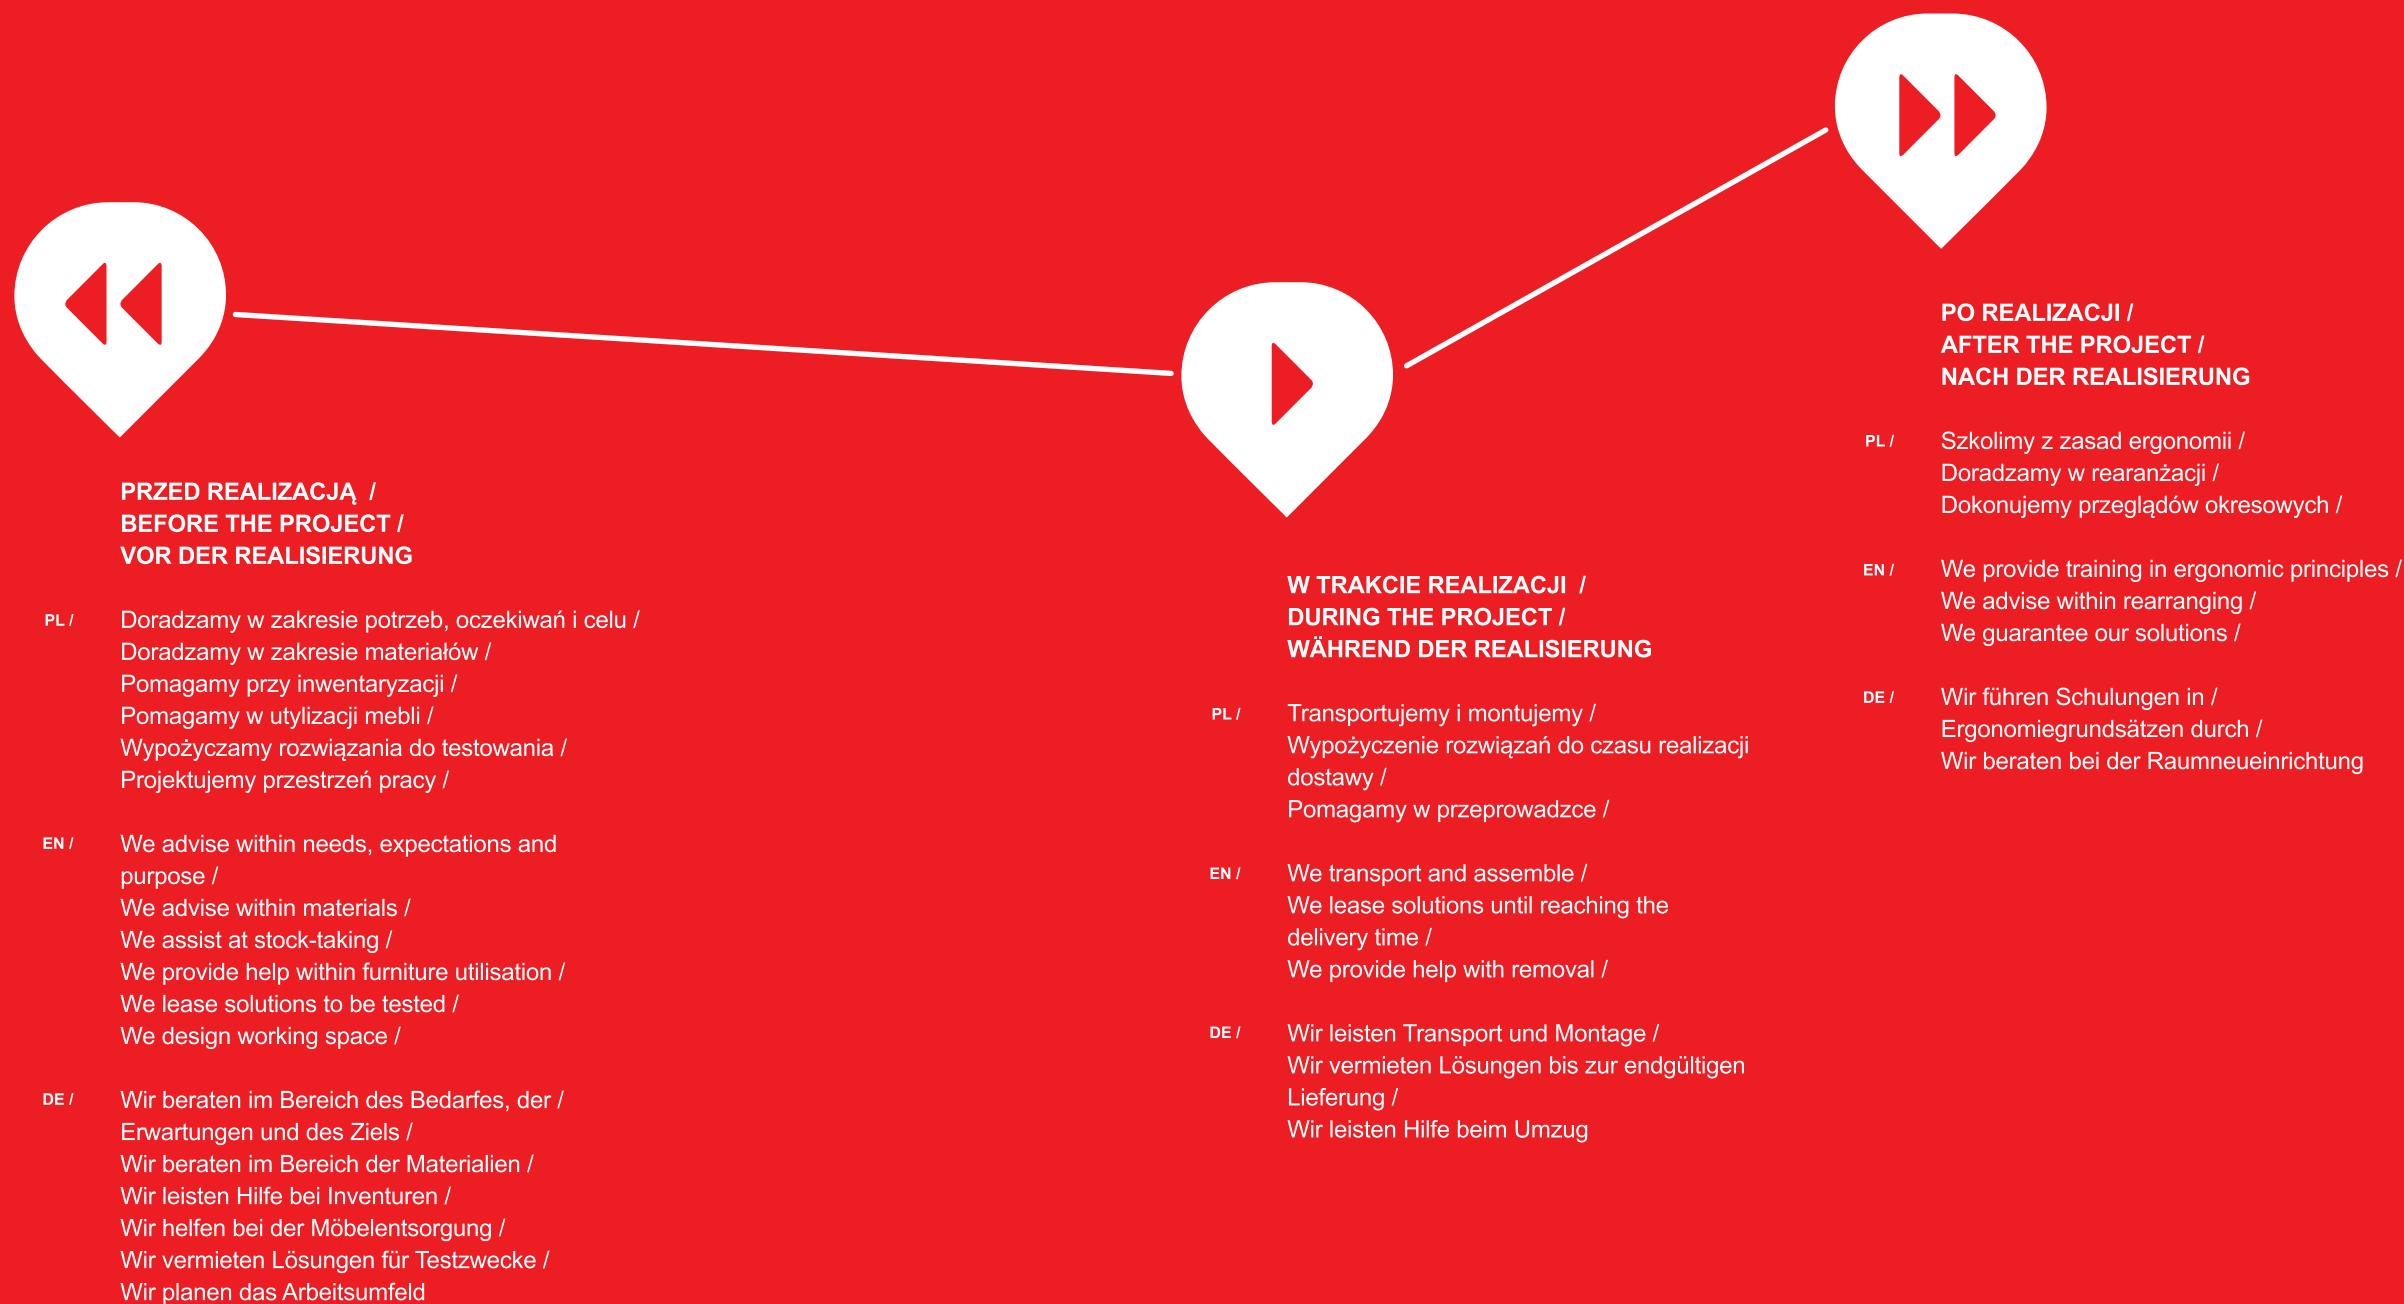 PRZED REALIZACJĄ /
BEFORE THE PROJECT /
VOR DER REALISIERUNG
PL / Doradzamy w zakresie potrzeb, oczekiwań i celu /
Doradzamy w zakresie materiałów /
Pomagamy przy inwentaryzacji /
Pomagamy w utylizacji mebli /
Wypożyczamy rozwiązania do testowania /
Projektujemy przestrzeń pracy /
EN / We advise within needs, expectations and
purpose /
We advise within materials /
We assist at stock-taking /
We provide help within furniture utilisation /
We lease solutions to be tested /
We design working space /
DE / Wir beraten im Bereich des Bedarfes, der /
Erwartungen und des Ziels /
Wir beraten im Bereich der Materialien /
Wir leisten Hilfe bei Inventuren /
Wir helfen bei der Möbelentsorgung /
Wir vermieten Lösungen für Testzwecke /
Wir planen das Arbeitsumfeld
W TRAKCIE REALIZACJI /
DURING THE PROJECT /
WÄHREND DER REALISIERUNG
PL / Transportujemy i montujemy /
Wypożyczenie rozwiązań do czasu realizacji
dostawy /
Pomagamy w przeprowadzce /
EN / We transport and assemble /
We lease solutions until reaching the
delivery time /
We provide help with removal /
DE / Wir leisten Transport und Montage /
Wir vermieten Lösungen bis zur endgültigen
Lieferung /
Wir leisten Hilfe beim Umzug
PO REALIZACJI /
AFTER THE PROJECT /
NACH DER REALISIERUNG
PL / Szkolimy z zasad ergonomii /
Doradzamy w rearanżacji /
Dokonujemy przeglądów okresowych /
EN / We provide training in ergonomic principles /
We advise within rearranging /
We guarantee our solutions /
DE / Wir führen Schulungen in /
Ergonomiegrundsätzen durch /
Wir beraten bei der Raumneueinrichtung